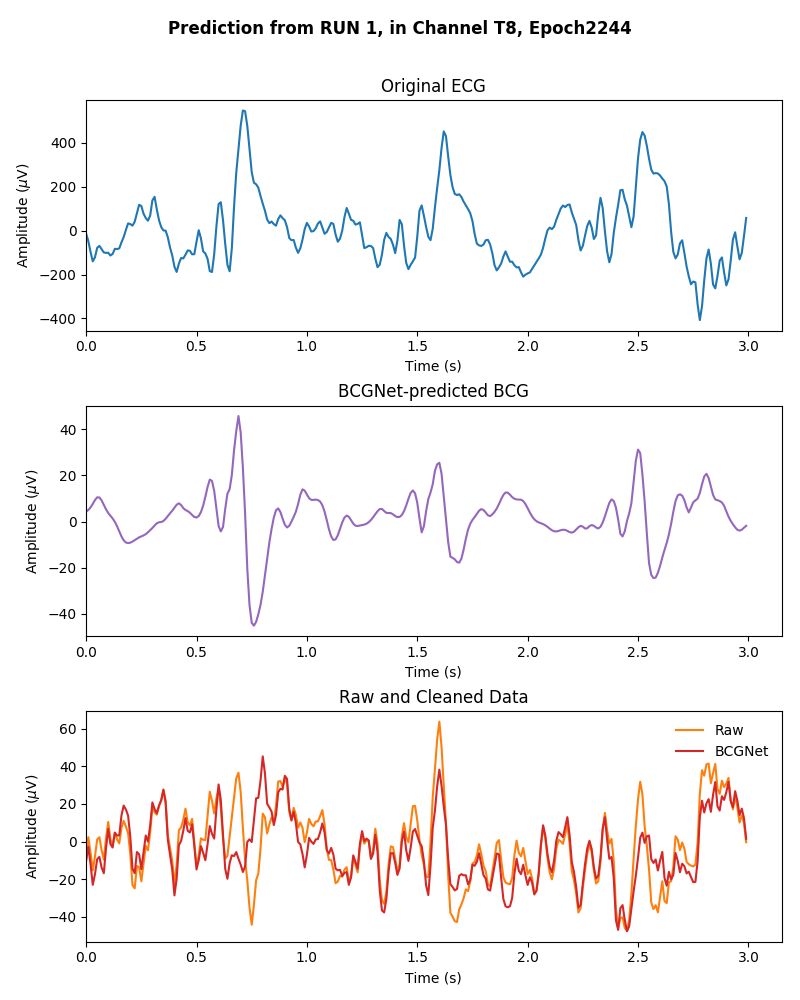 Prediction from RUN 1, in Channel T8, Epoch2244
Original ECG
Amplitude (μV)
400
200
0
−200
−400
0.0 0.5 1.0 1.5 2.0 2.5 3.0
Time (s)
BCGNet-predicted BCG
Amplitude (μV)
40
20
0
−20
−40
0.0 0.5 1.0 1.5 2.0 2.5 3.0
Time (s)
Raw and Cleaned Data
Amplitude (μV)
60
40
20
0
−20
−40
Raw
BCGNet
0.0 0.5 1.0 1.5 2.0 2.5 3.0
Time (s)